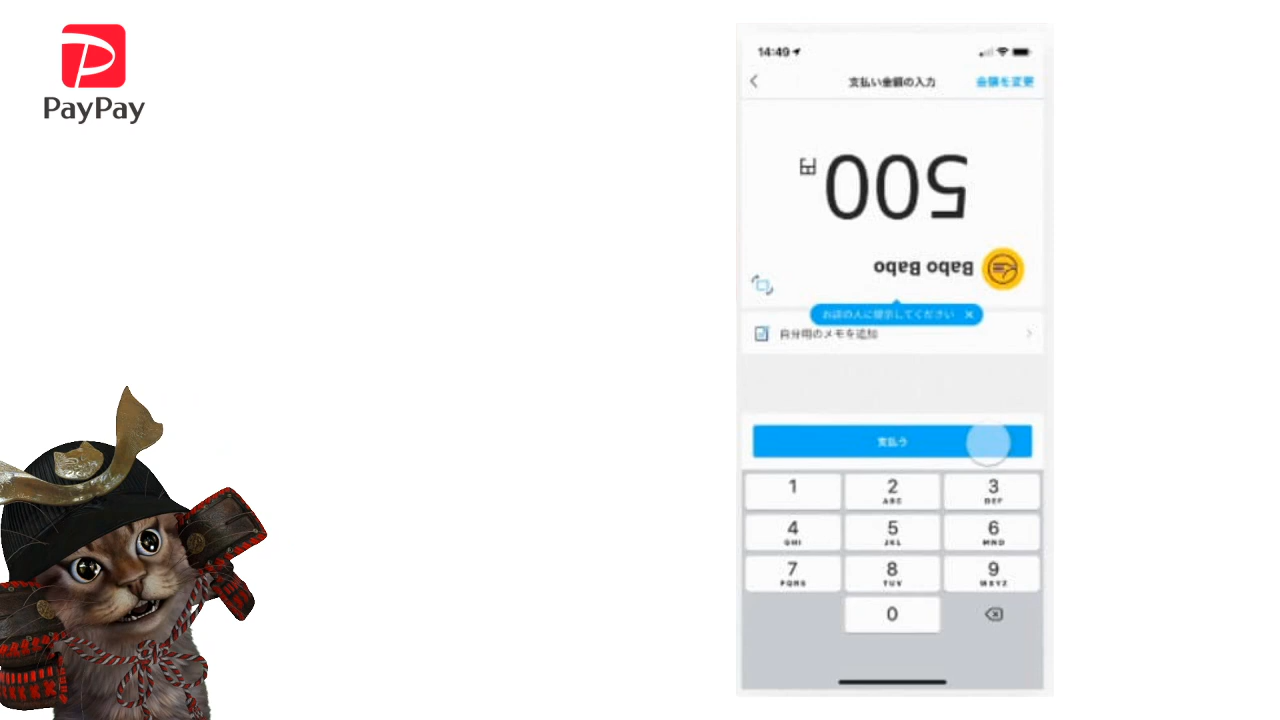 PayPay
14:49
支払い金額の入力
金額を変更
500円
Babo Babo
お店の人に提示してください ×
自分用のメモを追加
支払う
1
2
ABC
3
DEF
4
GHI
5
JKL
6
MNO
7
PQRS
8
TUV
9
WXYZ
0